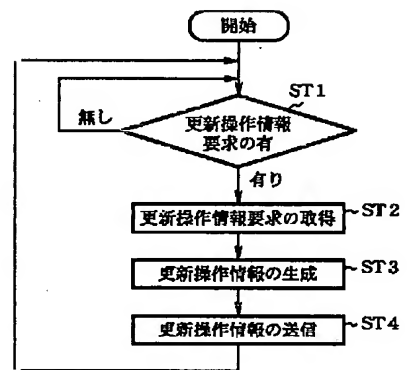 開始
ST1
更新操作情報
要求の有
無し
有り
更新操作情報要求の取得
ST2
更新操作情報の生成
ST3
更新操作情報の送信
ST4